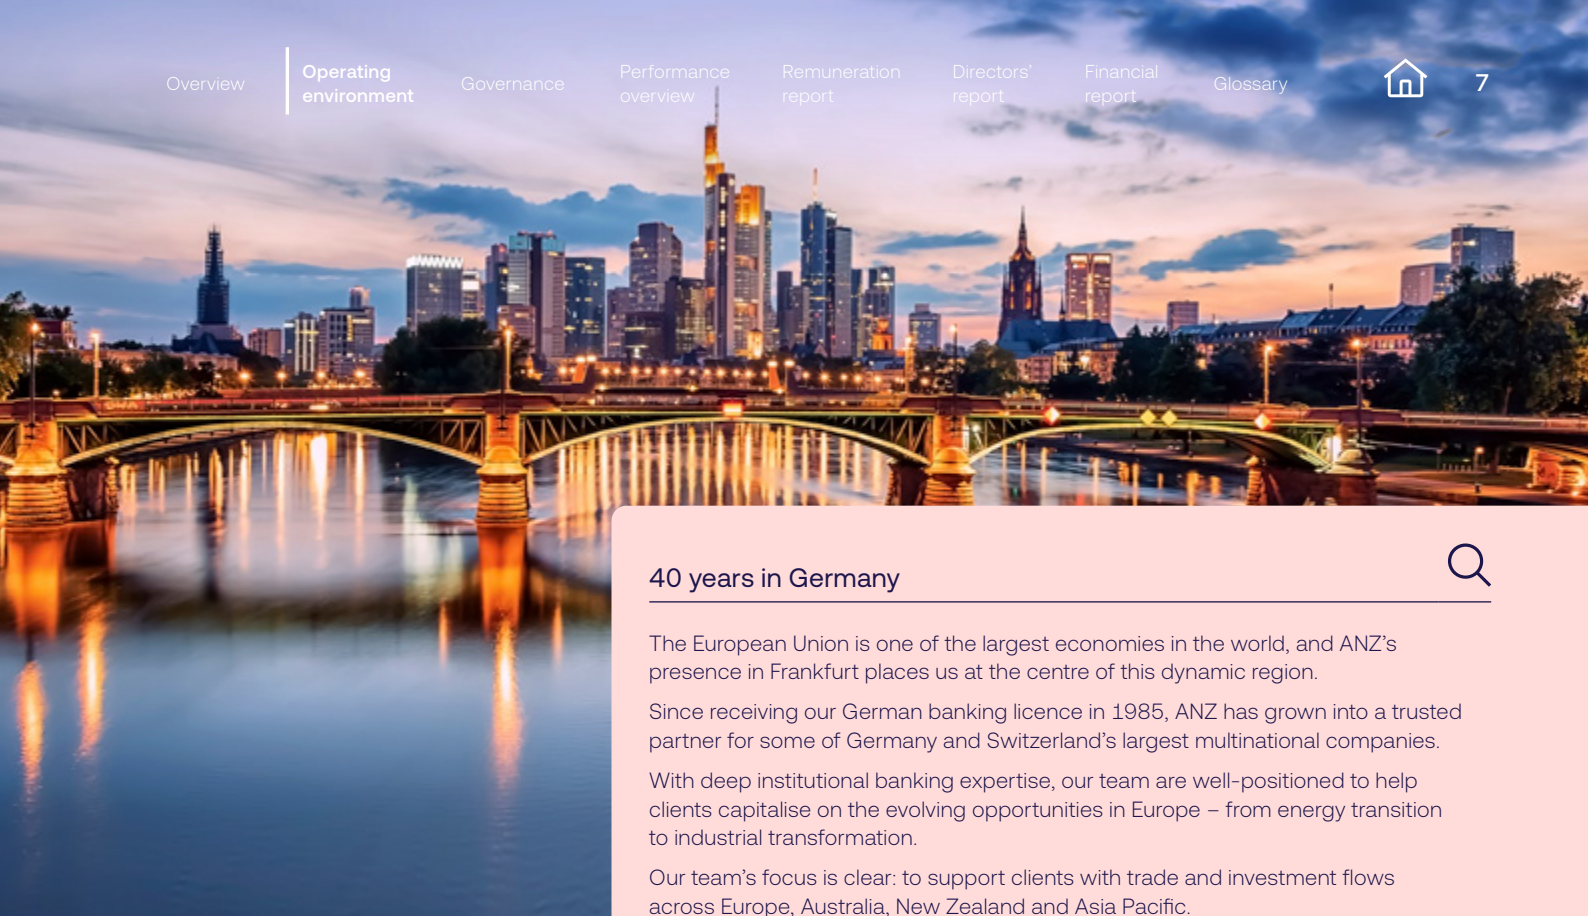 Overview
Operating
environment
Governance
Performance
overview
Remuneration
report
Directors’
report
Financial
report
Glossary
7
40 years in Germany
The European Union is one of the largest economies in the world, and ANZ’s
presence in Frankfurt places us at the centre of this dynamic region.
Since receiving our German banking licence in 1985, ANZ has grown into a trusted
partner for some of Germany and Switzerland’s largest multinational companies.
With deep institutional banking expertise, our team are well-positioned to help
clients capitalise on the evolving opportunities in Europe – from energy transition
to industrial transformation.
Our team’s focus is clear: to support clients with trade and investment flows
across Europe, Australia, New Zealand and Asia Pacific.